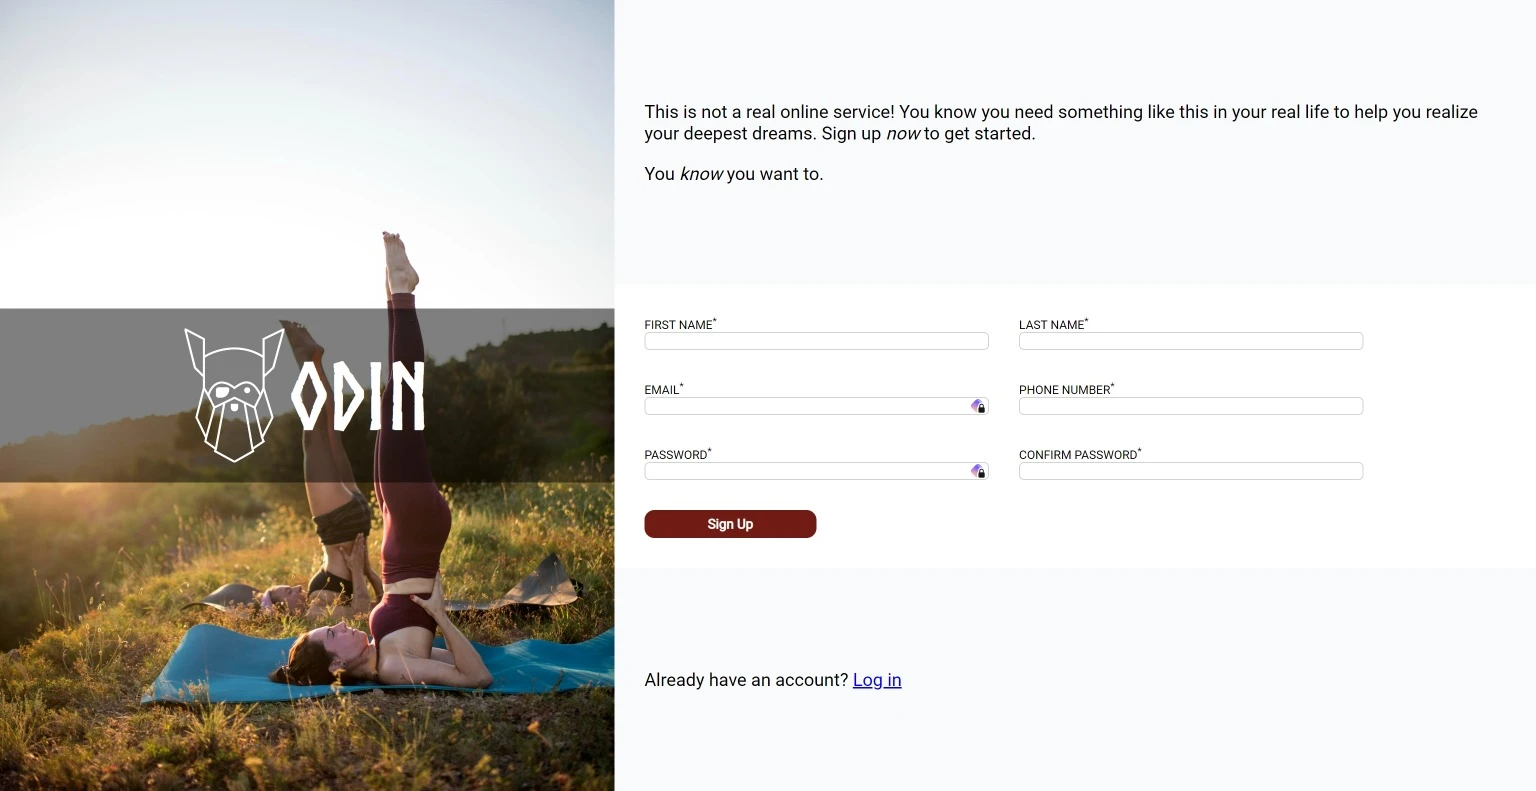 ODIN
This is not a real online service! You know you need something like this in your real life to help you realize
your deepest dreams. Sign up now to get started.
You know you want to.
FIRST NAME*
LAST NAME*
EMAIL*
PHONE NUMBER*
PASSWORD*
CONFIRM PASSWORD*
Sign Up
Already have an account? Log in